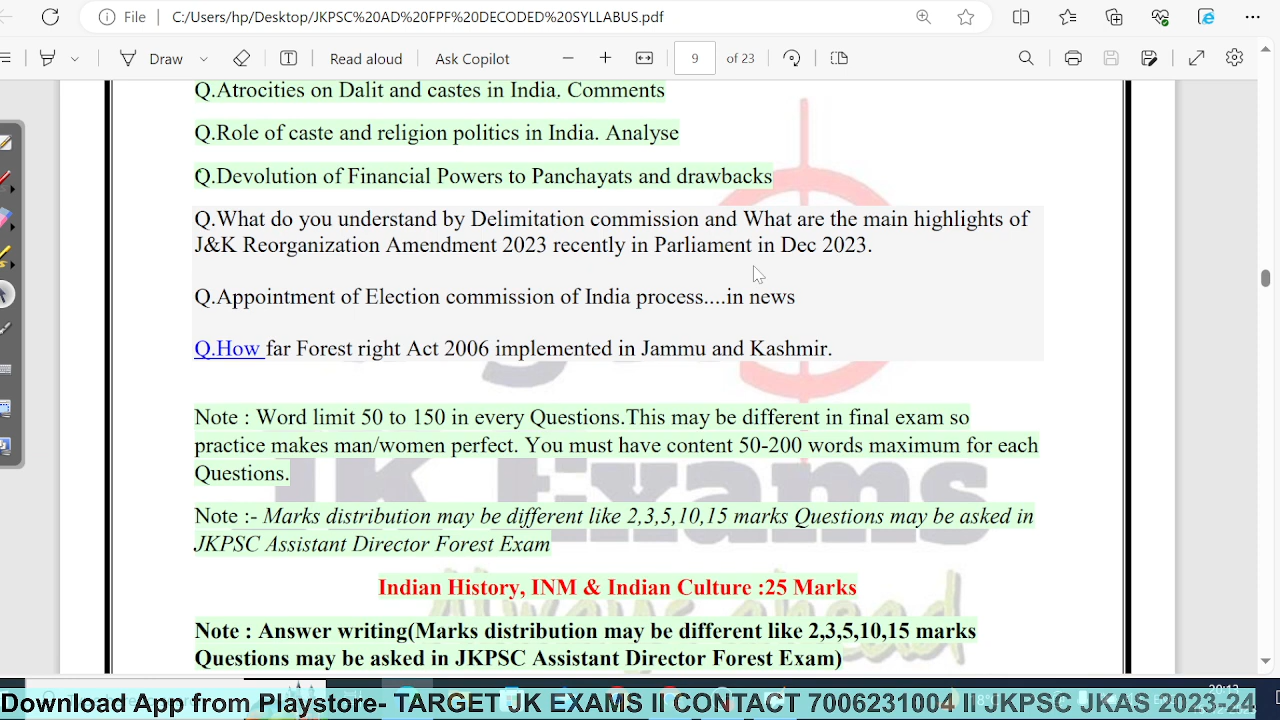 File C:/Users/hp/Desktop/JKPSC%20AD%20FPF%20DECODED%20SYLLABUS.pdf
Draw Read aloud Ask Copilot 9 of 23
Q.Atrocities on Dalit and castes in India. Comments
Q.Role of caste and religion politics in India. Analyse
Q.Devolution of Financial Powers to Panchayats and drawbacks
Q.What do you understand by Delimitation commission and What are the main highlights of
J&K Reorganization Amendment 2023 recently in Parliament in Dec 2023.
Q.Appointment of Election commission of India process....in news
Q.How far Forest right Act 2006 implemented in Jammu and Kashmir.
Note : Word limit 50 to 150 in every Questions.This may be different in final exam so
practice makes man/women perfect. You must have content 50-200 words maximum for each
Questions.
JK Exams
Note :- Marks distribution may be different like 2,3,5,10,15 marks Questions may be asked in
JKPSC Assistant Director Forest Exam
Indian History, INM & Indian Culture :25 Marks
Always ahead
Note : Answer writing(Marks distribution may be different like 2,3,5,10,15 marks
Questions may be asked in JKPSC Assistant Director Forest Exam)
Download App from Playstore- TARGET JK EXAMS II CONTACT 7006231004 II JKPSC JKAS 2023-24